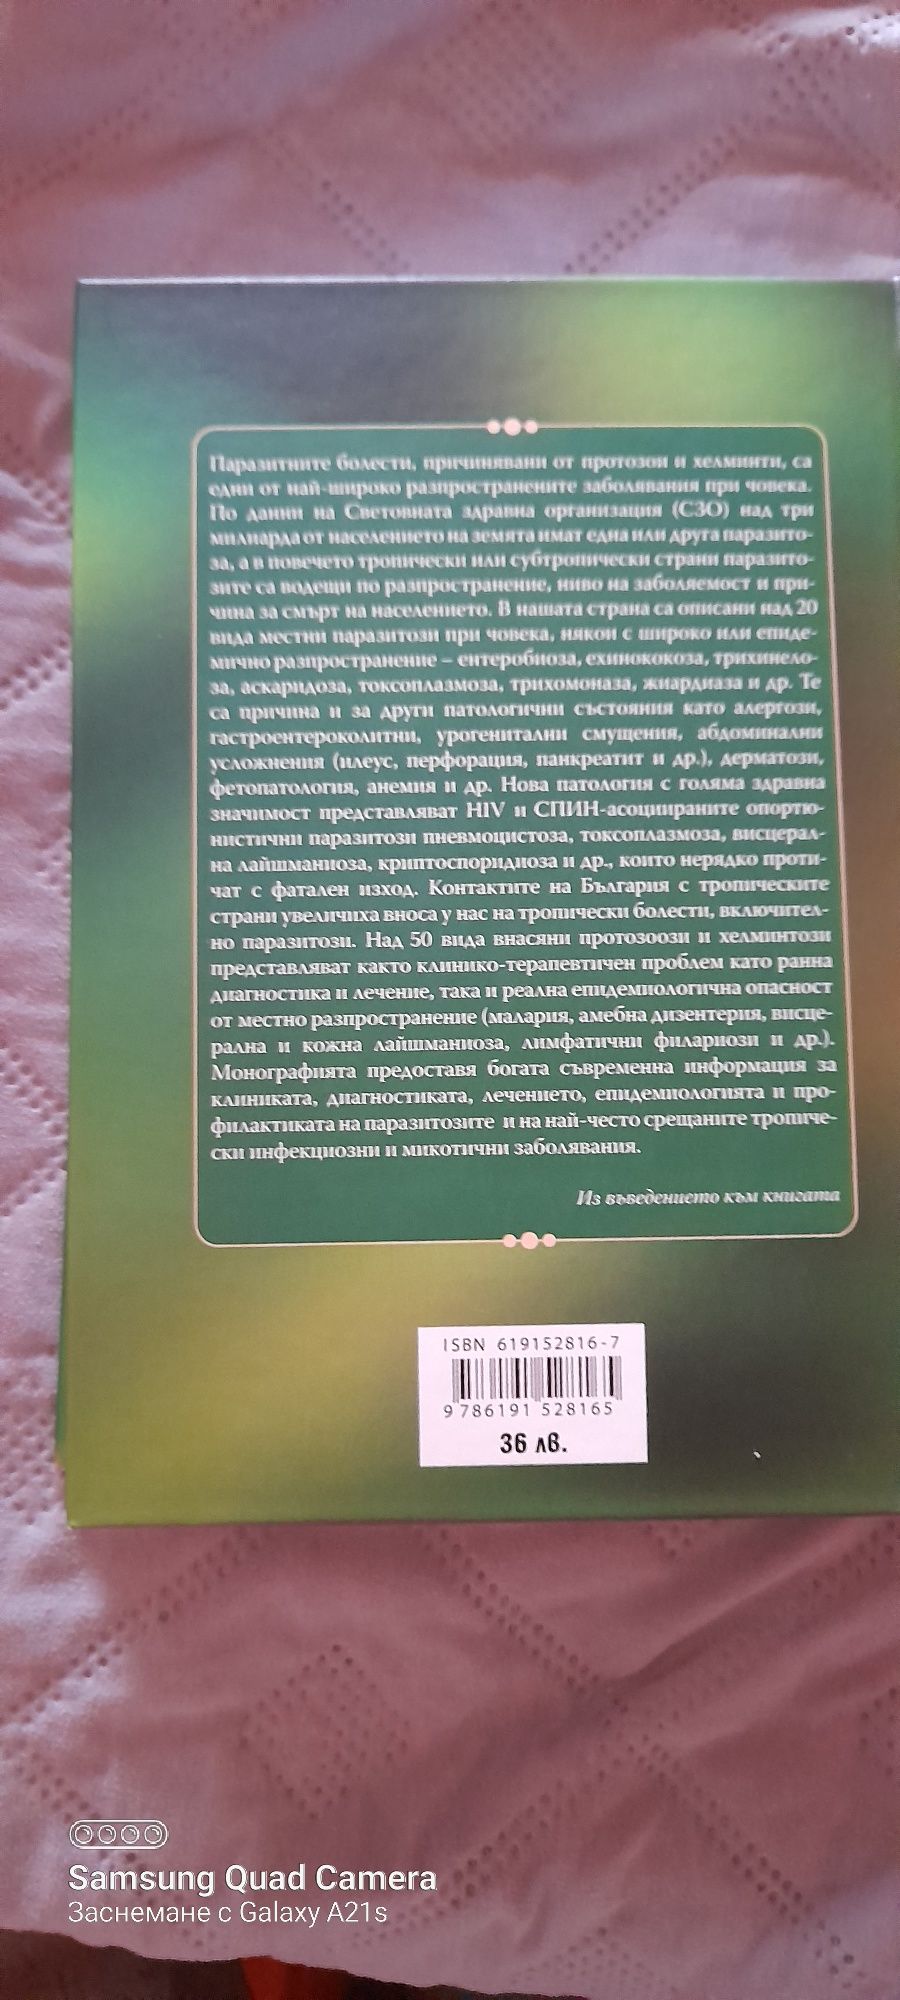 Паразитните болести, причинявани от протозои и хелминти, са
едни от най-широко разпространените заболявания при човека.
По данни на Световната здравна организация (СЗО) над три
милиарда от населението на земята имат една или друга паразито-
за, а в повечето тропически или субтропически страни паразито-
зите са водещи по разпространение, ниво на заболяемост и при-
чина за смърт на населението. В нашата страна са описани над 20
вида местни паразитози при човека, някои с широко или епиде-
мично разпространение – ентеробиоза, ехинококоза, трихинело-
за, аскаридоза, токсоплазмоза, трихомоназа, жиардиаза и др. Те
са причина и за други патологични състояния като алергози,
гастроентероколитни, урогенитални смущения, абдоминални
усложнения (илеус, перфорация, панкреатит и др.), дерматози,
фетопатология, анемия и др. Нова патология с голяма здравна
значимост представляват HIV и СПИН-асоциираните опортю-
нистични паразитози пневмоцистоза, токсоплазмоза, висцерал-
на лайшманиоза, криптоспоридиоза и др., които нерядко проти-
чат с фатален изход. Контактите на България с тропическите
страни увеличиха вноса у нас на тропически болести, включител-
но паразитози. Над 50 вида внасяни протозоози и хелминтози
представляват както клинико-терапевтичен проблем като ранна
диагностика и лечение, така и реална епидемиологична опасност
от местно разпространение (малария, амебна дизентерия, висце-
рална и кожна лайшманиоза, лимфатични филариози и др.).
Монографията предоставя богата съвременна информация за
клиниката, диагностиката, лечението, епидемиологията и про-
филактиката на паразитозите и на най-често срещаните тропиче-
ски инфекциозни и микотични заболявания.
Из въведението към книгата
ISBN 619152816-7
9 786191 528165
36 лв.
Samsung Quad Camera
Заснемане с Galaxy A21s